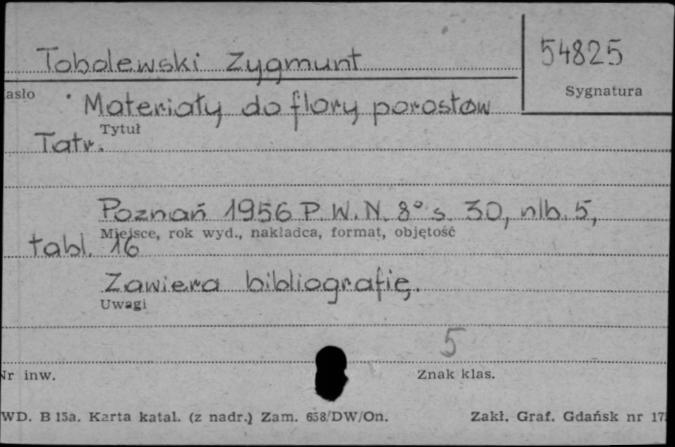 Tobolewski Zygmunt
54825
asło
Sygnatura
Materiały do flory porostów
Tytuł
Tatr.
Poznań 1956 P.W.N. 8° s. 30, nlb. 5,
Miejsce, rok wyd., nakładca, format, objętość
tabl. 16
Zawiera bibliografię.
Uwagi
5
Nr inw.
Znak klas.
WD. B 15a. Karta katal. (z nadr.) Zam. 658/DW/On.
Zakł. Graf. Gdańsk nr 17